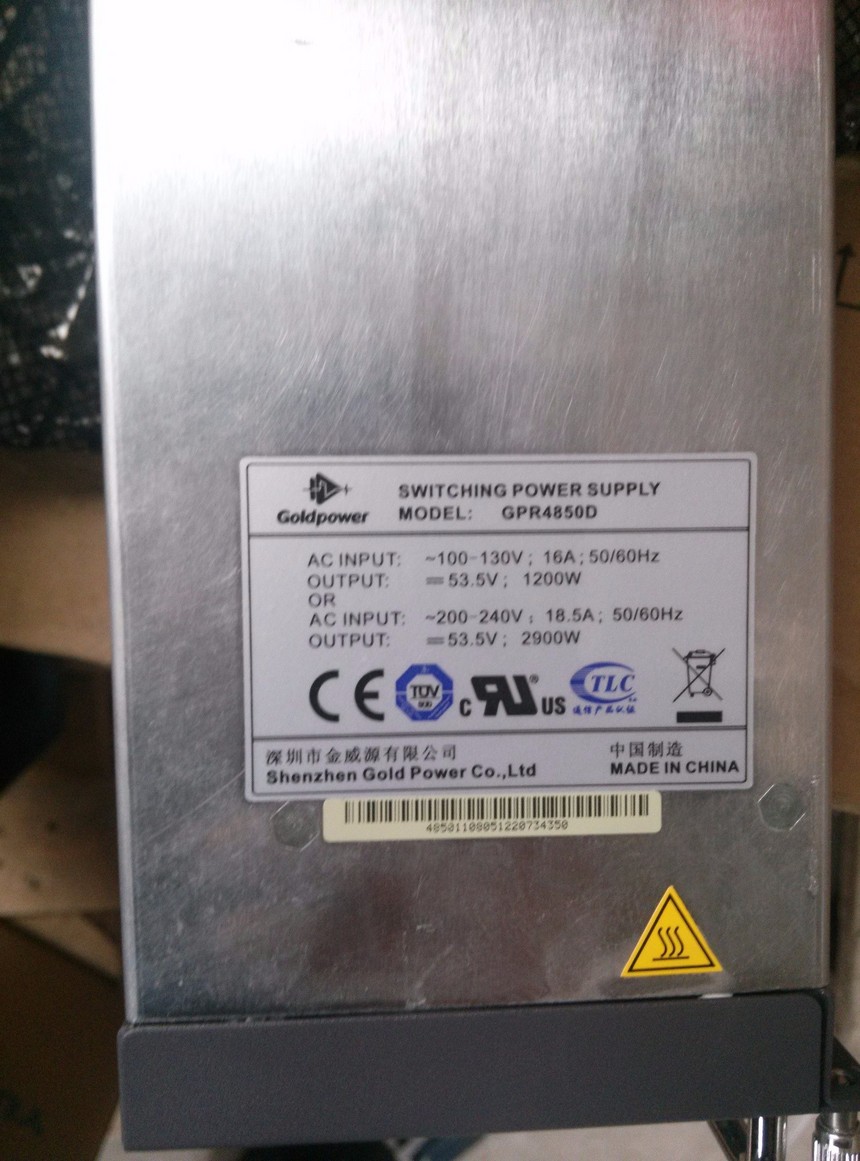 Goldpower
SWITCHING POWER SUPPLY
MODEL: GPR4850D
AC INPUT: ~100-130V; 16A; 50/60Hz
OUTPUT: ⎓53.5V; 1200W
OR
AC INPUT: ~200-240V; 18.5A; 50/60Hz
OUTPUT: ⎓53.5V; 2900W
CE
TÜV
c RU® US
TLC
深圳市金威源有限公司
中国制造
Shenzhen Gold Power Co.,Ltd
MADE IN CHINA
48501108051220734350